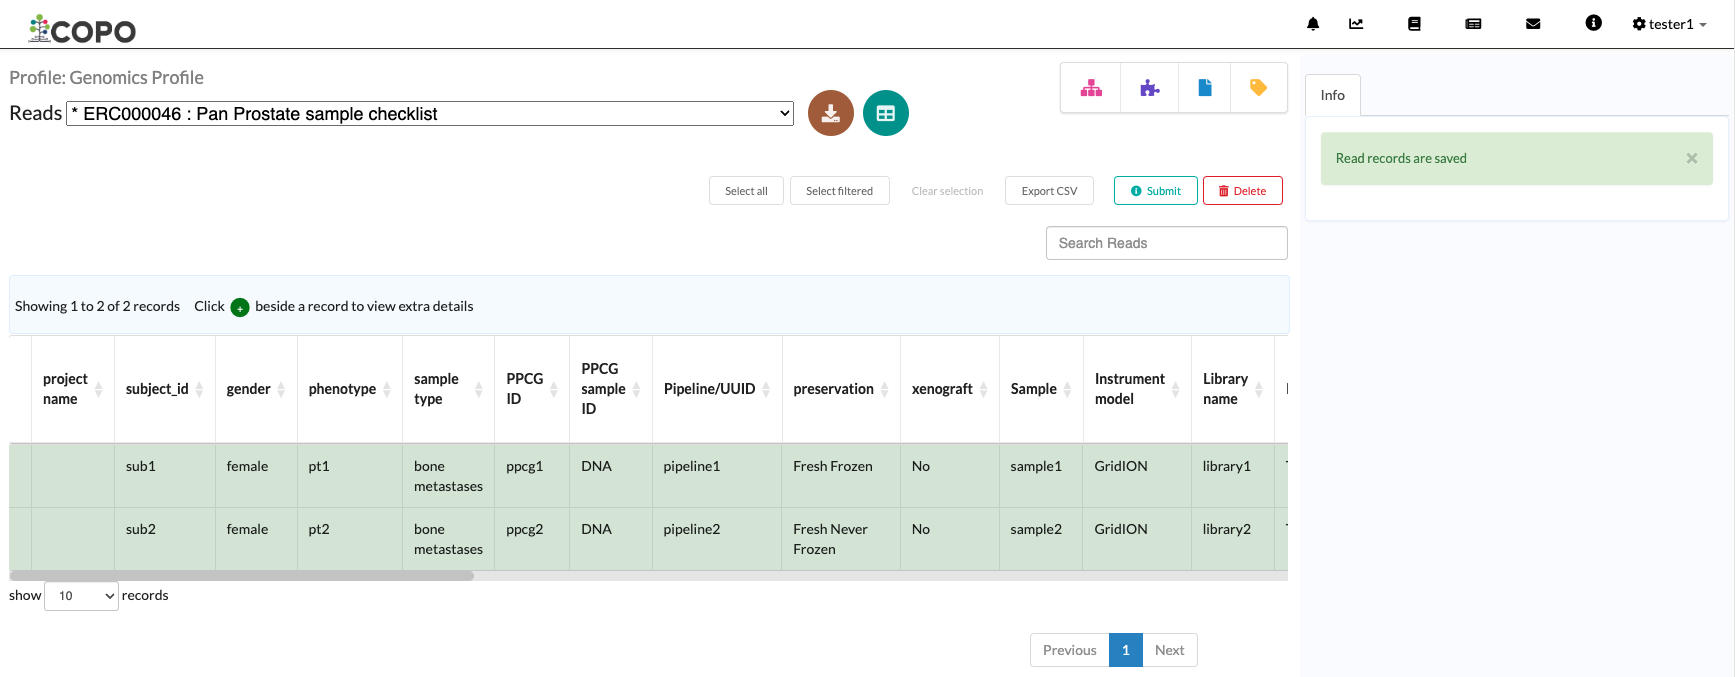 COPO
tester1
Profile: Genomics Profile
Reads * ERC000046 : Pan Prostate sample checklist
Info
Read records are saved
Select all Select filtered Clear selection Export CSV Submit Delete
Search Reads
Showing 1 to 2 of 2 records Click + beside a record to view extra details
project name subject_id gender phenotype sample type PPCG ID PPCG sample ID Pipeline/UUID preservation xenograft Sample Instrument model Library name
sub1 female pt1 bone metastases ppcg1 DNA pipeline1 Fresh Frozen No sample1 GridION library1
sub2 female pt2 bone metastases ppcg2 DNA pipeline2 Fresh Never Frozen No sample2 GridION library2
show 10 records
Previous 1 Next